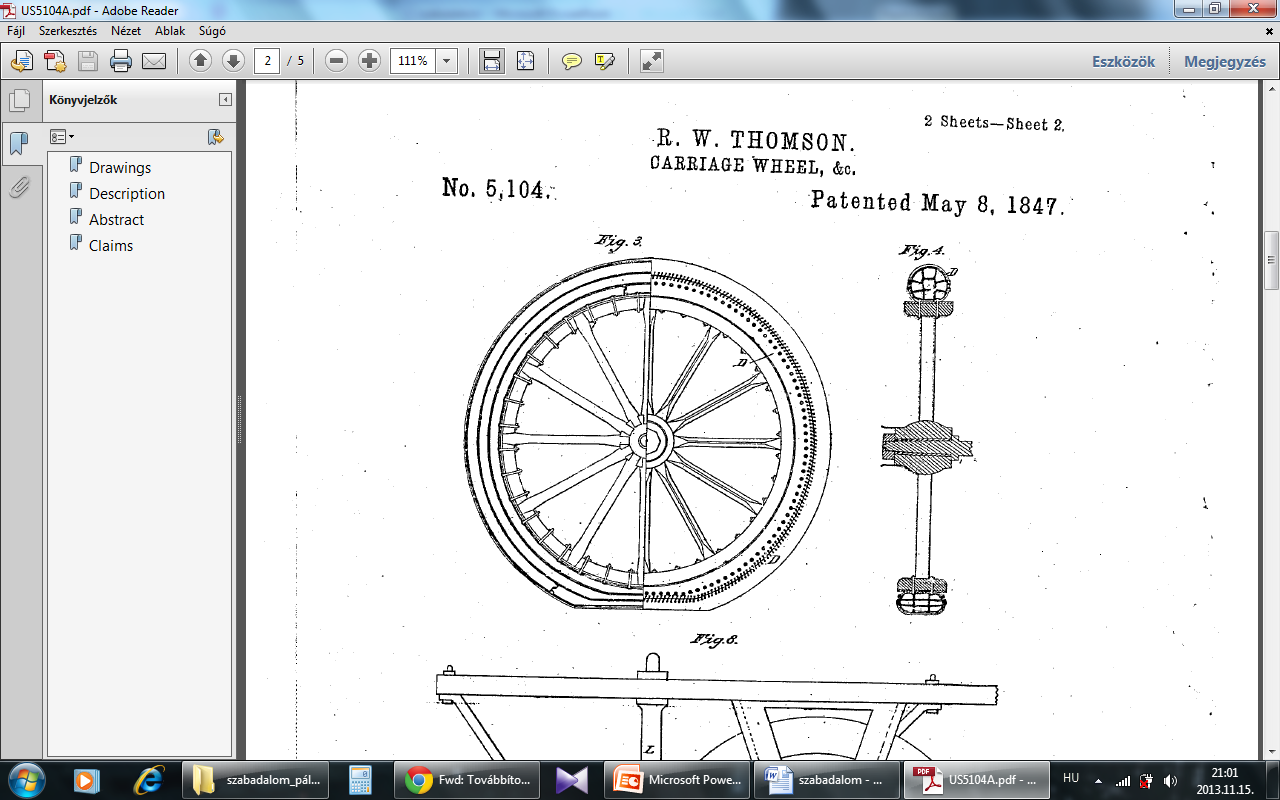 US5104A.pdf - Adobe Reader
Fájl Szerkesztés Nézet Ablak Súgó
2 / 5 111% Eszközök Megjegyzés
Könyvjelzők
Drawings
Description
Abstract
Claims
2 Sheets—Sheet 2.
R. W. THOMSON.
CARRIAGE WHEEL, &c.
No. 5,104.
Patented May 8, 1847.
Fig. 3.
Fig. 4.
D
D
D
Fig. 6.
L
szabadalom_pál... Fwd: Továbbíto... Microsoft Powe... szabadalom - ... US5104A.pdf - ... HU 21:01
2013.11.15.